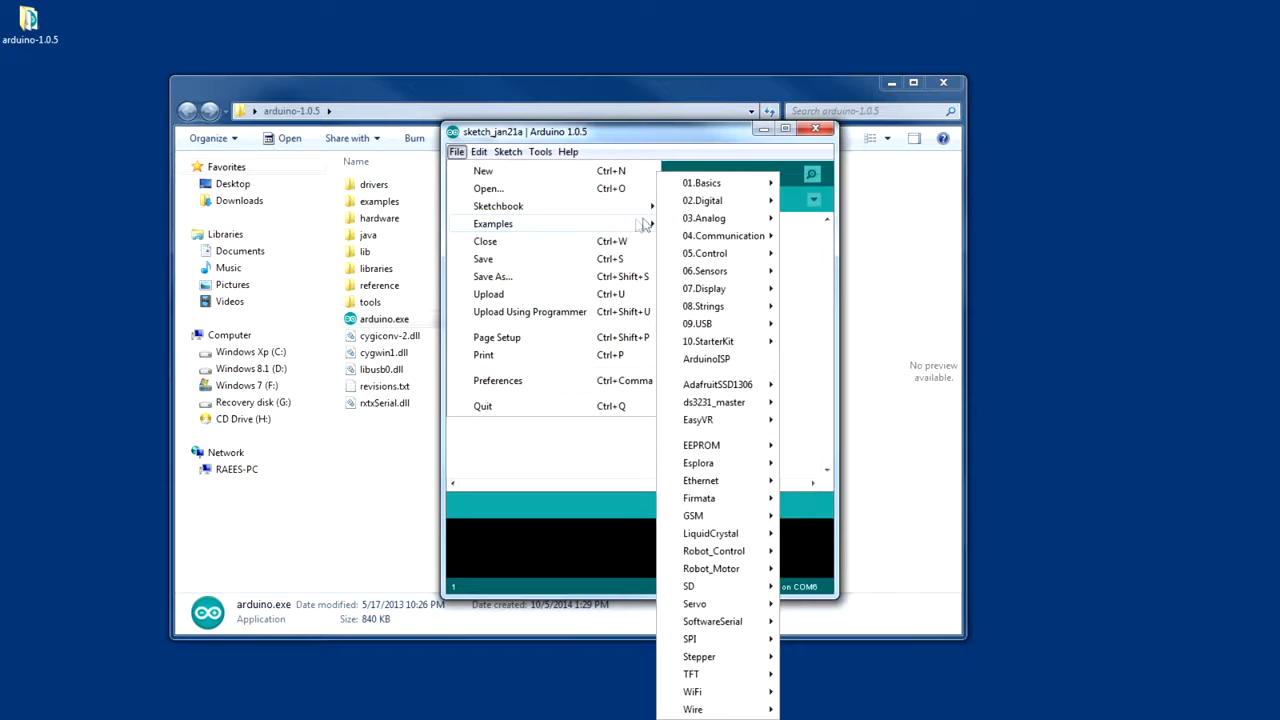 arduino-1.0.5
arduino-1.0.5
Search arduino-1.0.5
Organize
Open
Share with
Burn
Favorites
Desktop
Downloads
Libraries
Documents
Music
Pictures
Videos
Computer
Windows Xp (C:)
Windows 8.1 (D:)
Windows 7 (F:)
Recovery disk (G:)
CD Drive (H:)
Network
RAEES-PC
Name
drivers
examples
hardware
java
lib
libraries
reference
tools
arduino.exe
cygiconv-2.dll
cygwin1.dll
libusb0.dll
revisions.txt
rxtxSerial.dll
sketch_jan21a | Arduino 1.0.5
File Edit Sketch Tools Help
New Ctrl+N
Open... Ctrl+O
Sketchbook
Examples
Close Ctrl+W
Save Ctrl+S
Save As... Ctrl+Shift+S
Upload Ctrl+U
Upload Using Programmer Ctrl+Shift+U
Page Setup Ctrl+Shift+P
Print Ctrl+P
Preferences Ctrl+Comma
Quit Ctrl+Q
01.Basics
02.Digital
03.Analog
04.Communication
05.Control
06.Sensors
07.Display
08.Strings
09.USB
10.StarterKit
ArduinoISP
AdafruitSSD1306
ds3231_master
EasyVR
EEPROM
Esplora
Ethernet
Firmata
GSM
LiquidCrystal
Robot_Control
Robot_Motor
SD
Servo
SoftwareSerial
SPI
Stepper
TFT
WiFi
Wire
No preview
available.
1
on COM6
arduino.exe Date modified: 5/17/2013 10:26 PM Date created: 10/5/2014 1:29 PM
Application Size: 840 KB